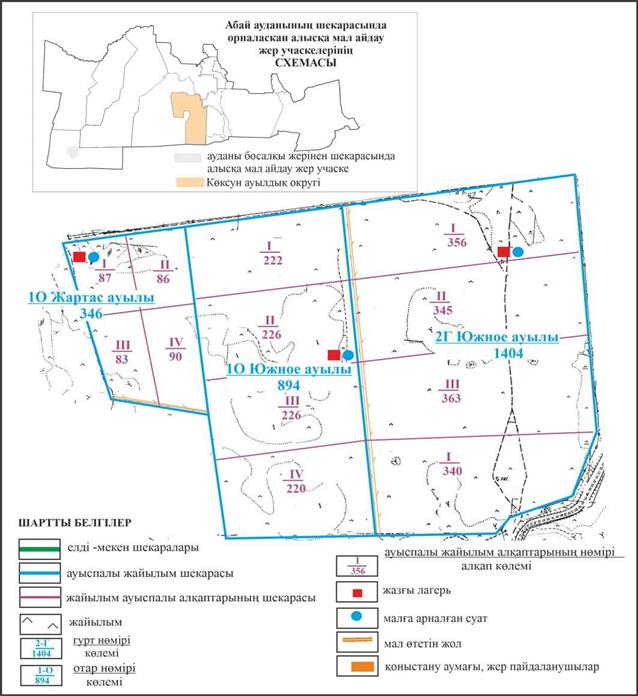 Абай ауданының шекарасында
орналаскан алыска мал айдау
жер учаскелерінің
СХЕМАСЫ
ауданы босалқы жерінен шекарасында
алысқа мал айдау жер учаске
Көксун ауылдык округі
I
87
II
86
I
222
I
356
1О Жартас ауылы
346
III
83
IV
90
II
226
II
345
2Г Южное ауылы
1404
1О Южное ауылы
894
III
226
III
363
IV
220
I
340
ШАРТТЫ БЕЛГІЛЕР
елді -мекен шекаралары
ауыспалы жайылым шекарасы
жайылым ауыспалы алқаптарының шекарасы
жайылым
2-I
1404
гурт нөмірі
көлемі
1-О
894
отар нөмірі
көлемі
I
356
ауыспалы жайылым алқаптарының нөмірі
алқап көлемі
жазғы лагерь
малға арналған суат
мал өтетін жол
қоныстану аумағы, жер пайдаланушылар